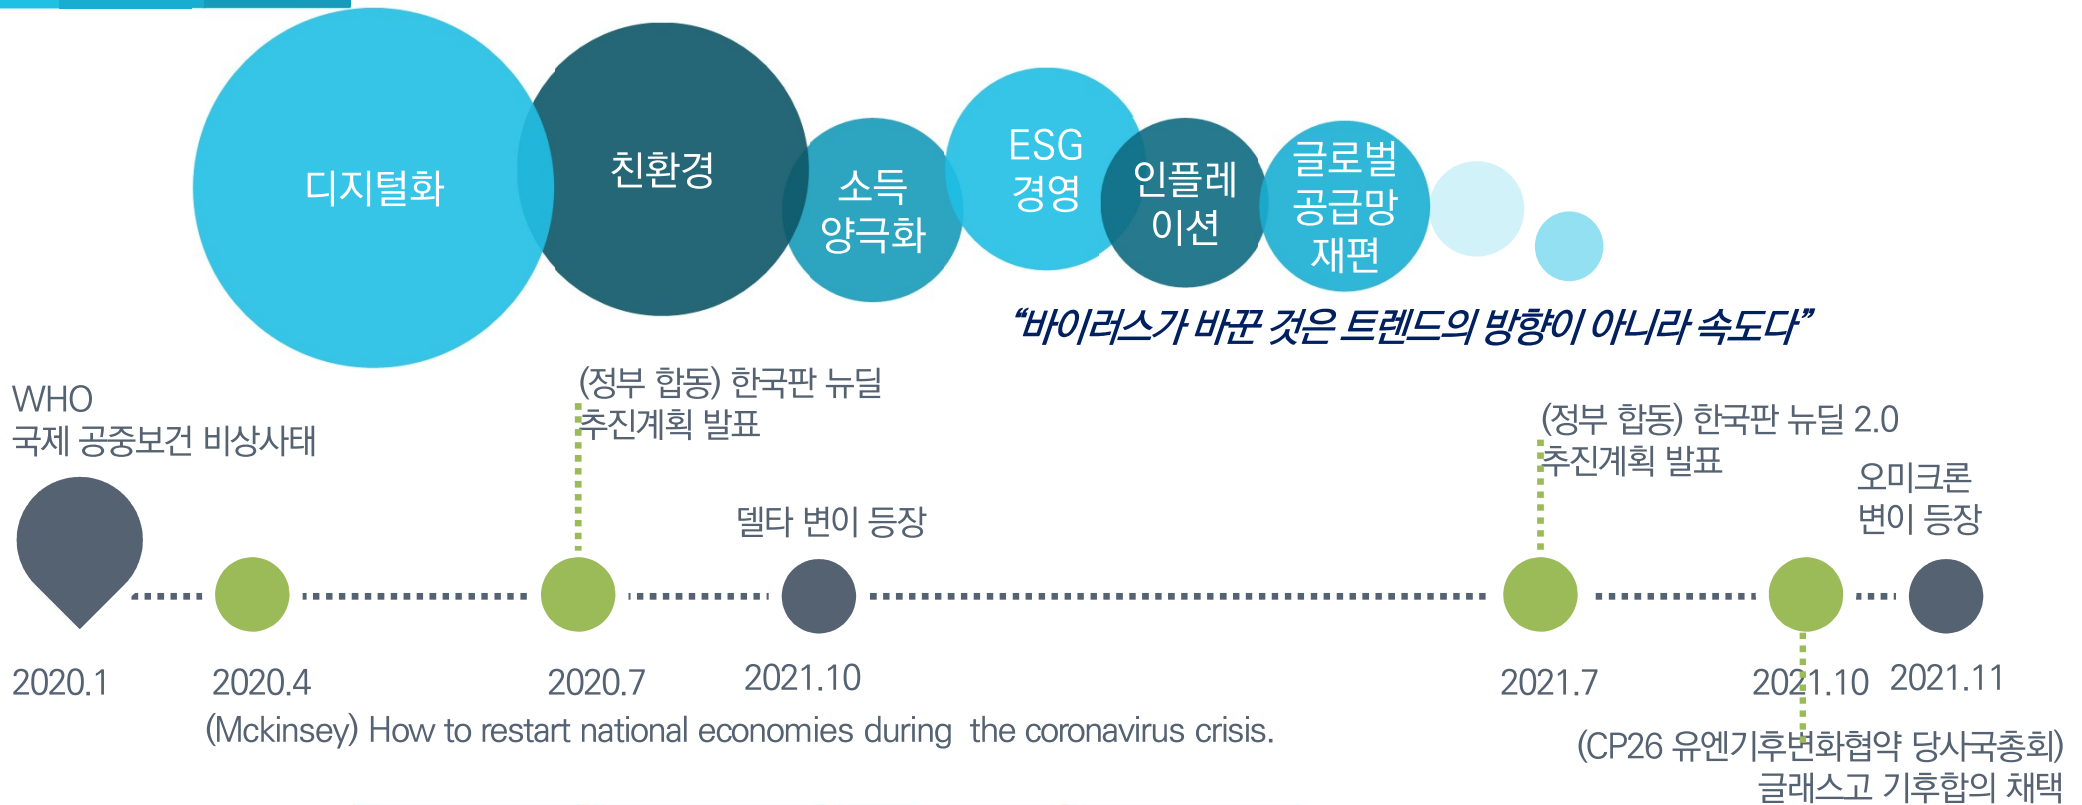 디지털화
친환경
소득
양극화
ESG
경영
인플레
이션
글로벌
공급망
재편
“바이러스가 바꾼 것은 트렌드의 방향이 아니라 속도다”
WHO
국제 공중보건 비상사태
(정부 합동) 한국판 뉴딜
추진계획 발표
델타 변이 등장
(정부 합동) 한국판 뉴딜 2.0
추진계획 발표
오미크론
변이 등장
2020.1
2020.4
2020.7
2021.10
2021.7
2021.10
2021.11
(Mckinsey) How to restart national economies during the coronavirus crisis.
(CP26 유엔기후변화협약 당사국총회)
글래스고 기후합의 채택